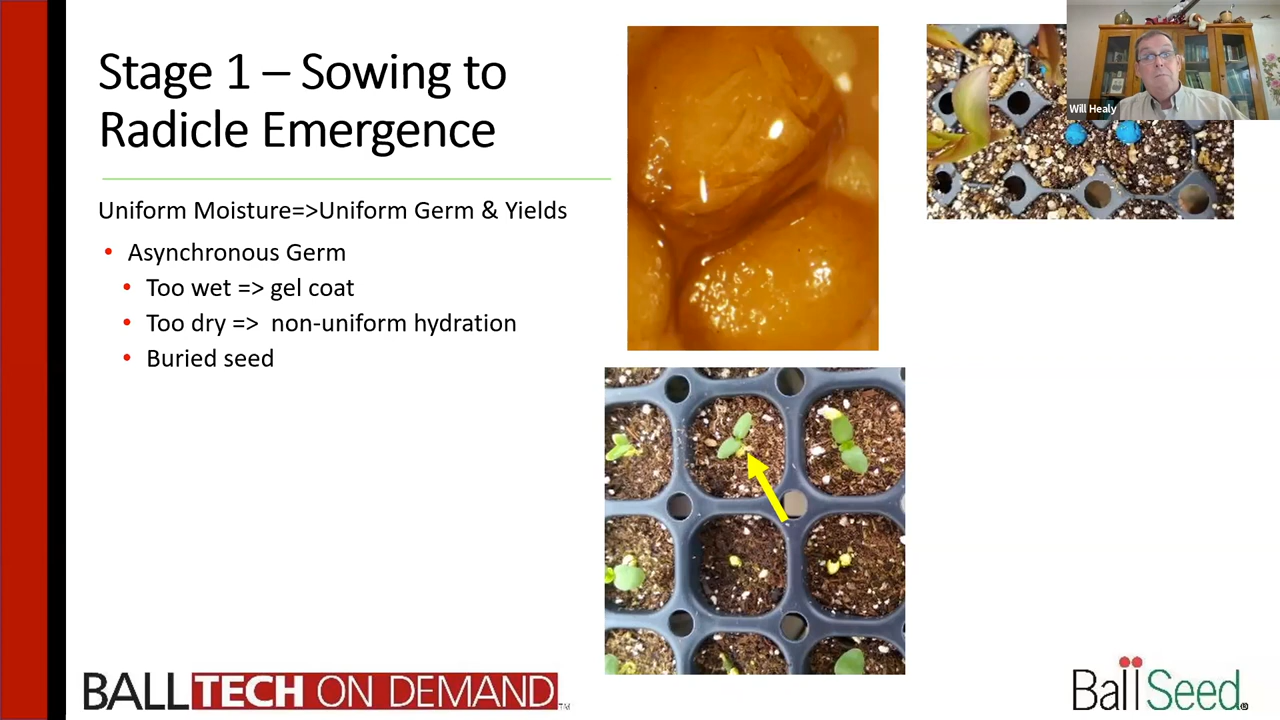 Stage 1 – Sowing to
Radicle Emergence
Will Healy
Uniform Moisture=>Uniform Germ & Yields
• Asynchronous Germ
• Too wet => gel coat
• Too dry => non-uniform hydration
• Buried seed
BALLTECH ON DEMAND™
Ball Seed®